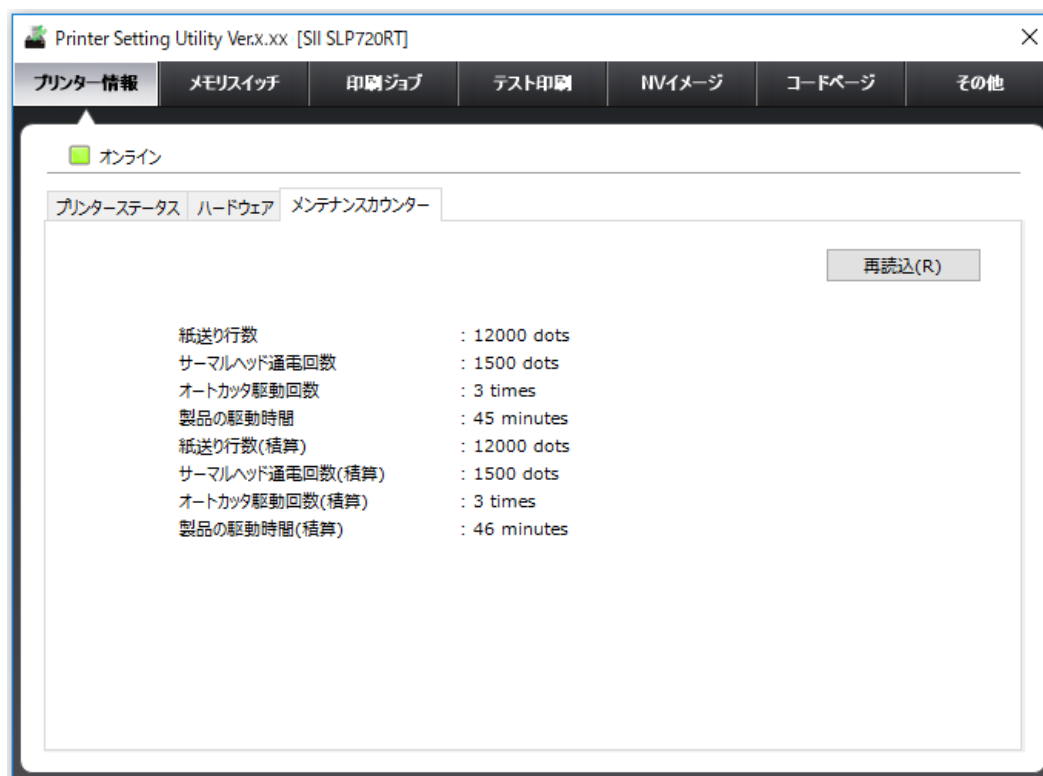 Printer Setting Utility Ver.x.xx [SII SLP720RT]
プリンター情報 メモリスイッチ 印刷ジョブ テスト印刷 NVイメージ コードページ その他
オンライン
プリンターステータス ハードウェア メンテナンスカウンター
再読込(R)
紙送り行数 : 12000 dots
サーマルヘッド通電回数 : 1500 dots
オートカッタ駆動回数 : 3 times
製品の駆動時間 : 45 minutes
紙送り行数(積算) : 12000 dots
サーマルヘッド通電回数(積算) : 1500 dots
オートカッタ駆動回数(積算) : 3 times
製品の駆動時間(積算) : 46 minutes